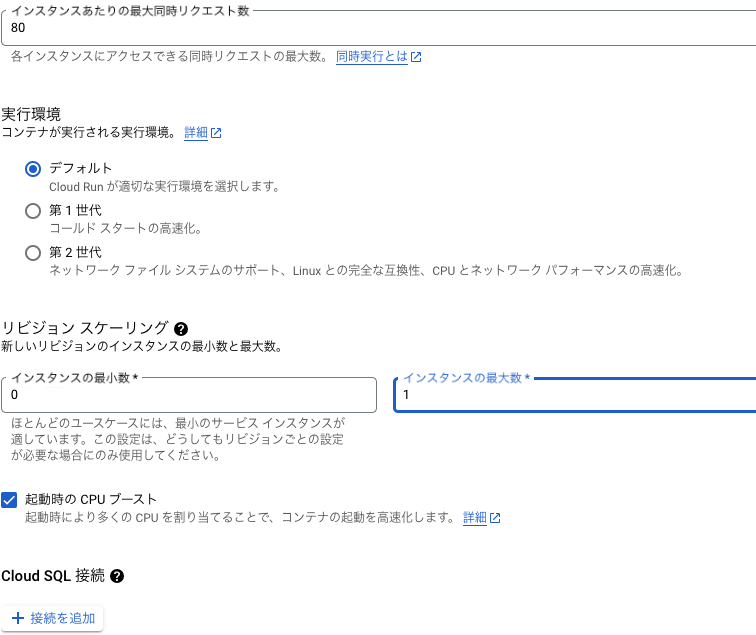 インスタンスあたりの最大同時リクエスト数
80
各インスタンスにアクセスできる同時リクエストの最大数。 同時実行とは
実行環境
コンテナが実行される実行環境。 詳細
デフォルト
Cloud Run が適切な実行環境を選択します。
第 1 世代
コールド スタートの高速化。
第 2 世代
ネットワーク ファイル システムのサポート、Linux との完全な互換性、CPU とネットワーク パフォーマンスの高速化。
リビジョン スケーリング ?
新しいリビジョンのインスタンスの最小数と最大数。
インスタンスの最小数 * インスタンスの最大数 *
0 1
ほとんどのユースケースには、最小のサービス インスタンスが
適しています。この設定は、どうしてもリビジョンごとの設定
が必要な場合にのみ使用してください。
起動時の CPU ブースト
起動時により多くの CPU を割り当てることで、コンテナの起動を高速化します。 詳細
Cloud SQL 接続 ?
+ 接続を追加